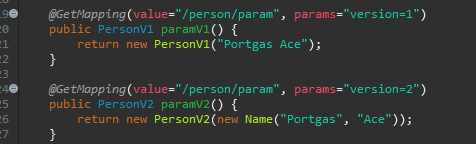 19 @GetMapping(value="/person/param", params="version=1")
20 public PersonV1 paramV1() {
21 return new PersonV1("Portgas Ace");
22 }
23
24 @GetMapping(value="/person/param", params="version=2")
25 public PersonV2 paramV2() {
26 return new PersonV2(new Name("Portgas", "Ace"));
27 }